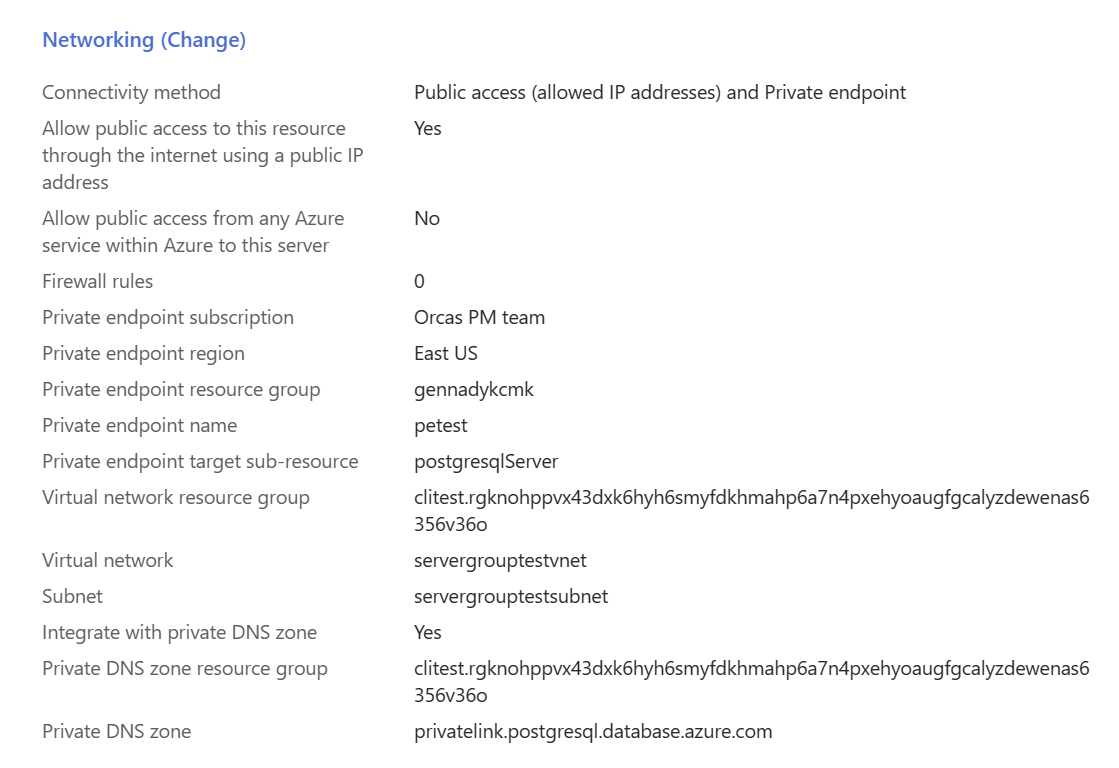 Networking (Change)
Connectivity method Public access (allowed IP addresses) and Private endpoint
Allow public access to this resource Yes
through the internet using a public IP
address
Allow public access from any Azure No
service within Azure to this server
Firewall rules 0
Private endpoint subscription Orcas PM team
Private endpoint region East US
Private endpoint resource group gennadykcmk
Private endpoint name petest
Private endpoint target sub-resource postgresqlServer
Virtual network resource group clitest.rgknohppvx43dxk6hyh6smyfdkhmahp6a7n4pxehyoaugfgcalyzdewenas6
356v36o
Virtual network servergrouptestvnet
Subnet servergrouptestsubnet
Integrate with private DNS zone Yes
Private DNS zone resource group clitest.rgknohppvx43dxk6hyh6smyfdkhmahp6a7n4pxehyoaugfgcalyzdewenas6
356v36o
Private DNS zone privatelink.postgresql.database.azure.com